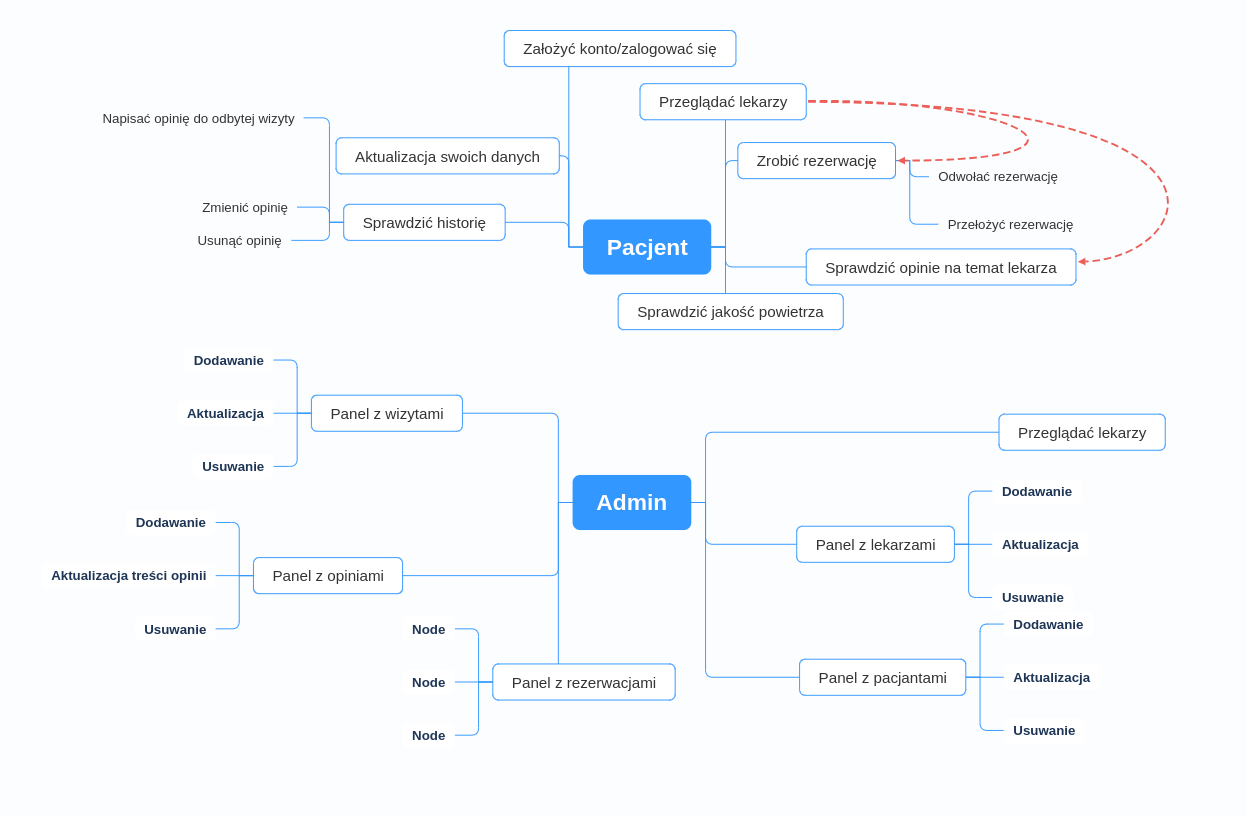 Założyć konto/zalogować się
Przeglądać lekarzy
Napisać opinię do odbytej wizyty
Aktualizacja swoich danych
Zrobić rezerwację
Odwołać rezerwację
Zmienić opinię
Sprawdzić historię
Przełożyć rezerwację
Usunąć opinię
Pacjent
Sprawdzić opinie na temat lekarza
Sprawdzić jakość powietrza
Dodawanie
Aktualizacja
Panel z wizytami
Usuwanie
Przeglądać lekarzy
Admin
Dodawanie
Panel z lekarzami
Aktualizacja
Usuwanie
Dodawanie
Aktualizacja treści opinii
Panel z opiniami
Usuwanie
Node
Node
Panel z rezerwacjami
Node
Dodawanie
Panel z pacjantami
Aktualizacja
Usuwanie